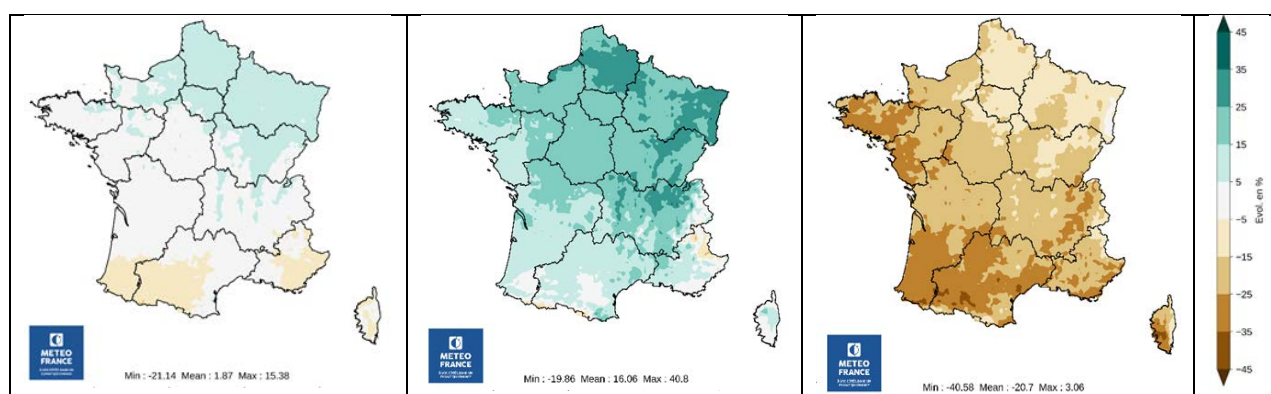 METEO
FRANCE
Min : -21.14 Mean : 1.87 Max : 15.38
METEO
FRANCE
Min : -19.86 Mean : 16.06 Max : 40.8
METEO
FRANCE
Min : -40.58 Mean : -20.7 Max : 3.06
45
35
25
15
5
-5
-15
-25
-35
-45
Evol. en %